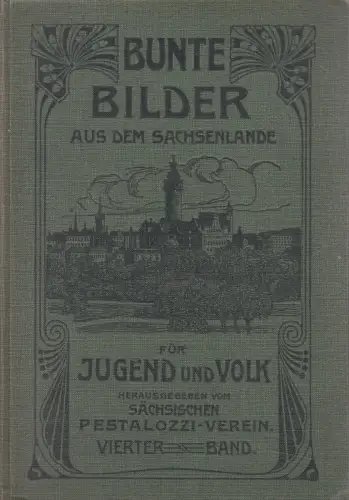 BUNTE
BILDER
AUS DEM SACHSENLANDE
FÜR
JUGEND UND VOLK
HERAUSGEGEBEN VOM
SÄCHSISCHEN
PESTALOZZI-VEREIN.
VIERTER BAND.